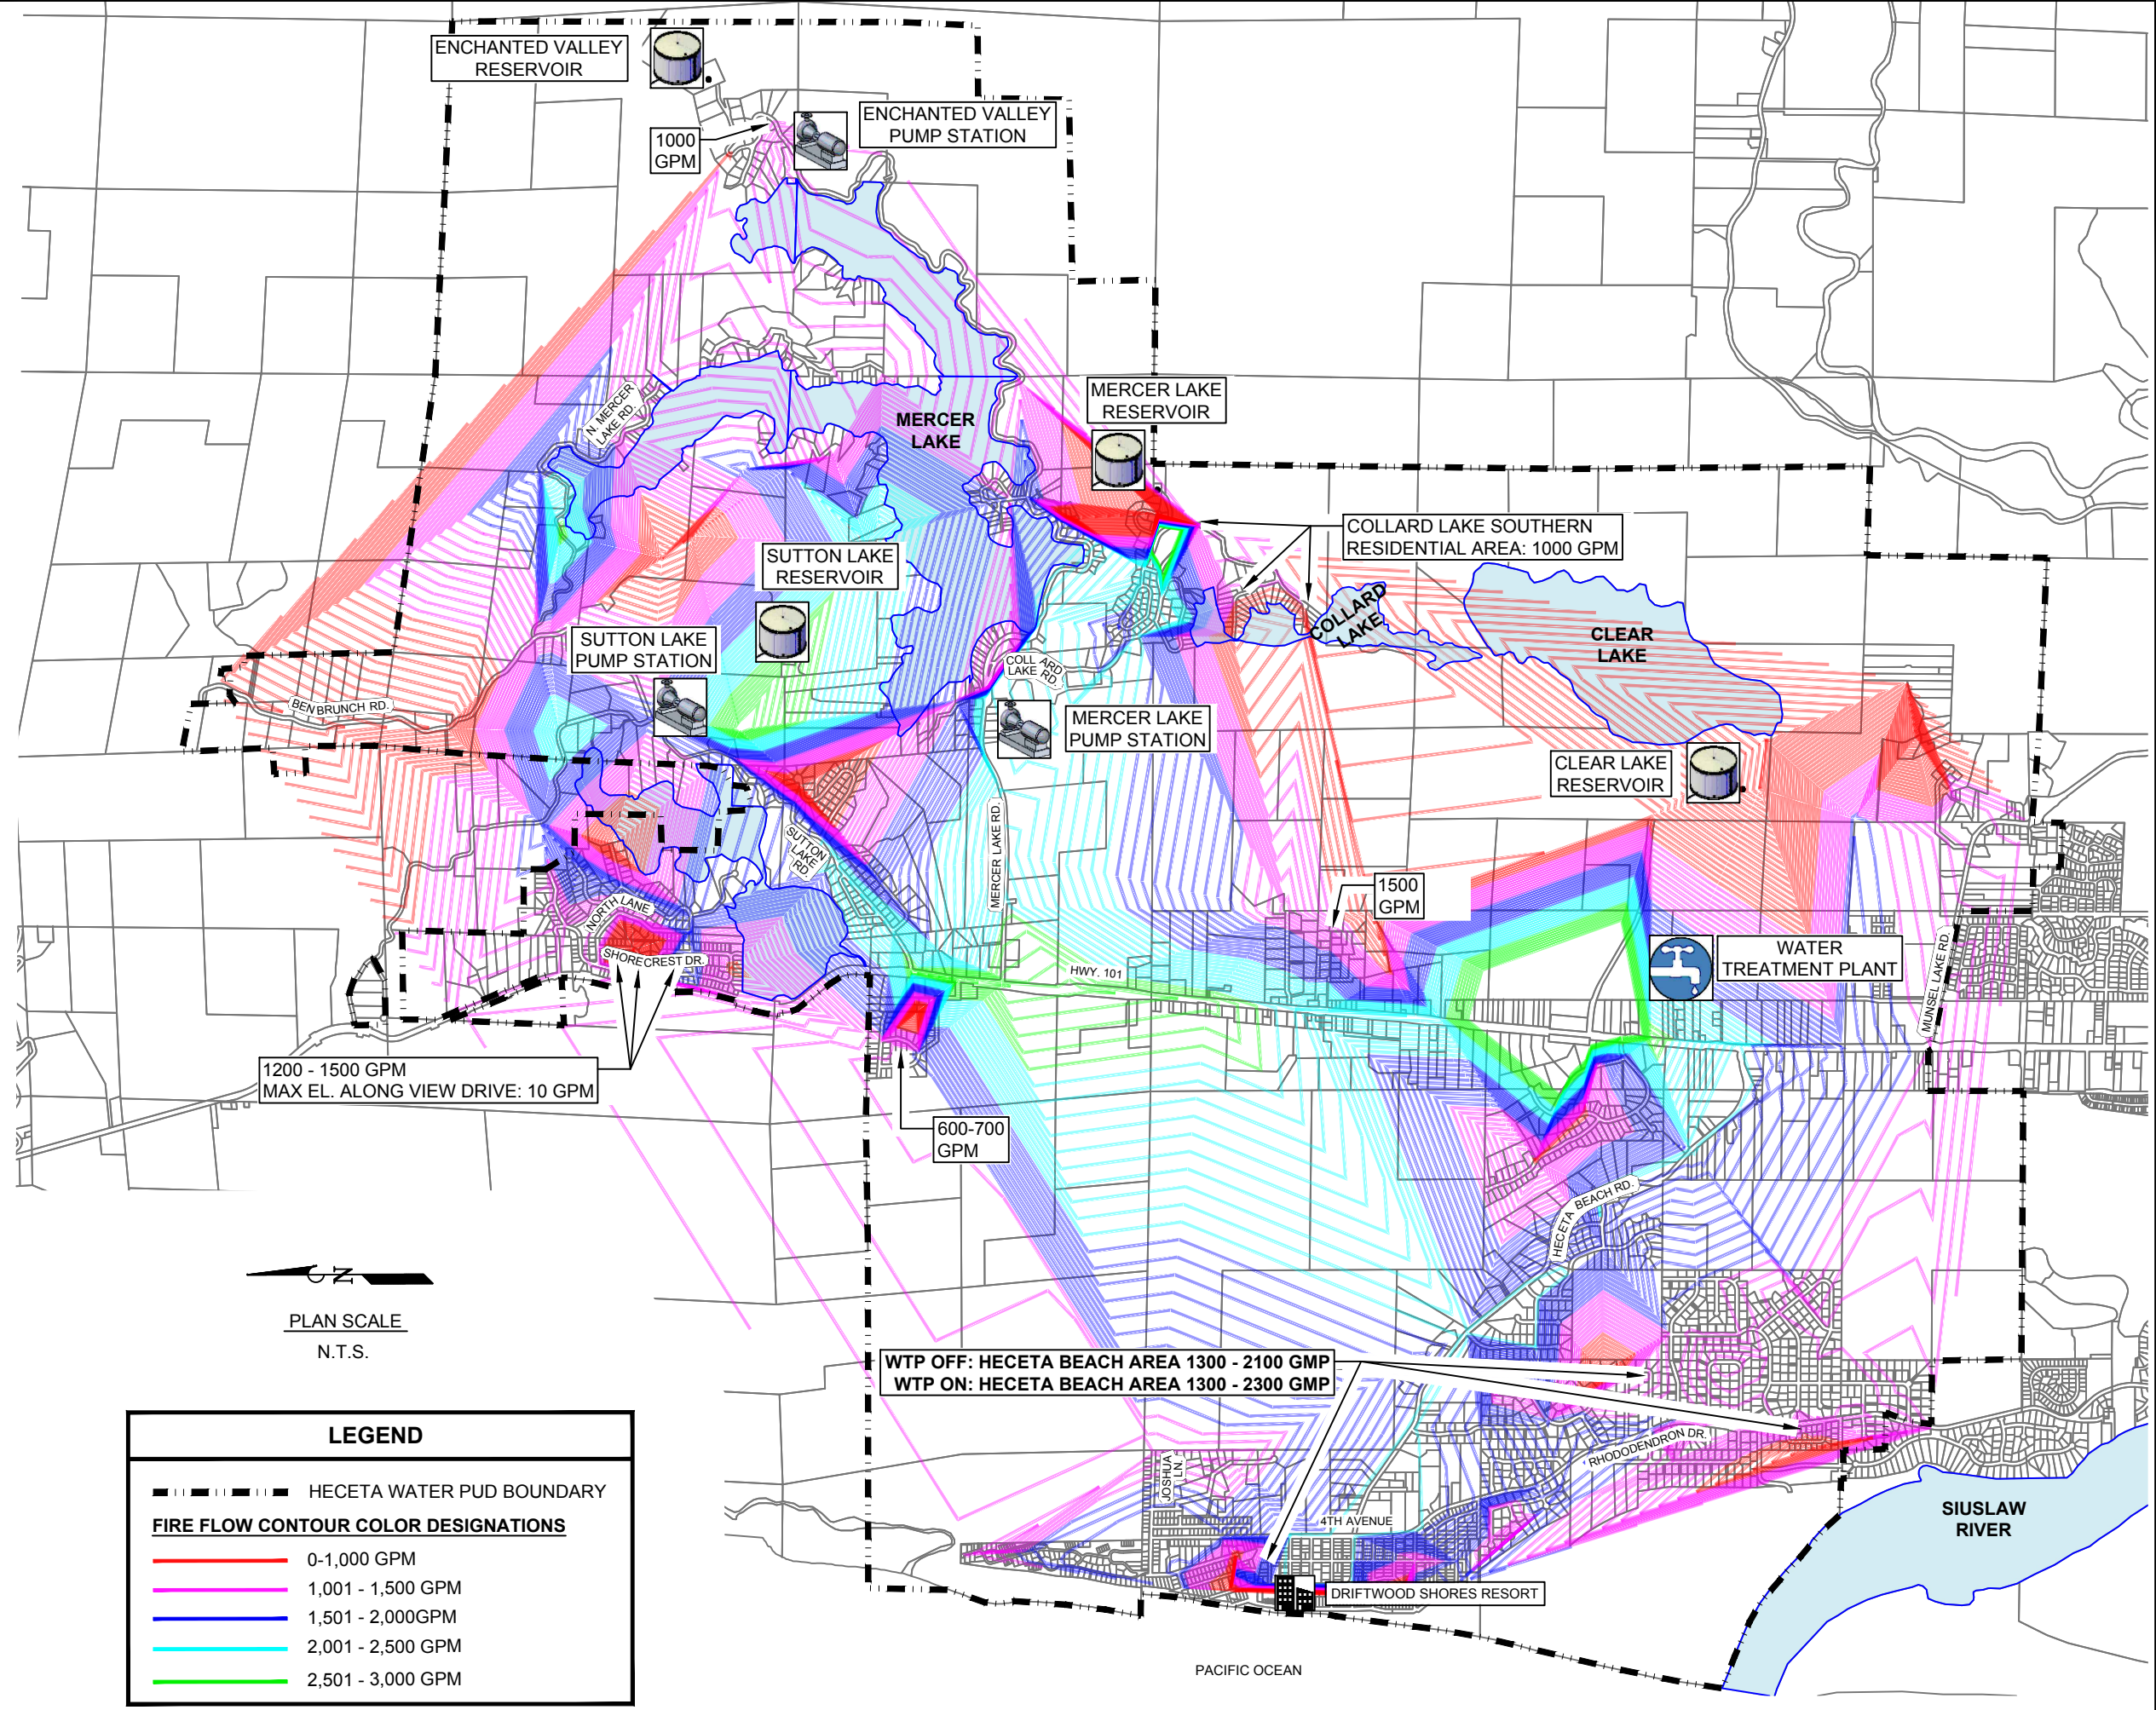 ENCHANTED VALLEY
RESERVOIR
ENCHANTED VALLEY
PUMP STATION
1000
GPM
N. MERCER
LAKE RD.
MERCER
LAKE
MERCER LAKE
RESERVOIR
COLLARD LAKE SOUTHERN
RESIDENTIAL AREA: 1000 GPM
SUTTON LAKE
RESERVOIR
SUTTON LAKE
PUMP STATION
COLLARD
LAKE
CLEAR
LAKE
COLLARD
LAKE RD.
BENBRUNCH RD.
MERCER LAKE
PUMP STATION
CLEAR LAKE
RESERVOIR
SUTTON
LAKE
RD.
MERCER LAKE RD.
1500
GPM
NORTH LANE
SHORECREST DR.
HWY. 101
WATER
TREATMENT PLANT
MUNSEL LAKE RD.
1200 - 1500 GPM
MAX EL. ALONG VIEW DRIVE: 10 GPM
600-700
GPM
HECETA BEACH RD.
N
PLAN SCALE
N.T.S.
WTP OFF: HECETA BEACH AREA 1300 - 2100 GMP
WTP ON: HECETA BEACH AREA 1300 - 2300 GMP
JOSHUA
LN.
RHODODENDRON DR.
4TH AVENUE
SIUSLAW
RIVER
DRIFTWOOD SHORES RESORT
PACIFIC OCEAN
LEGEND
HECETA WATER PUD BOUNDARY
FIRE FLOW CONTOUR COLOR DESIGNATIONS
0-1,000 GPM
1,001 - 1,500 GPM
1,501 - 2,000GPM
2,001 - 2,500 GPM
2,501 - 3,000 GPM